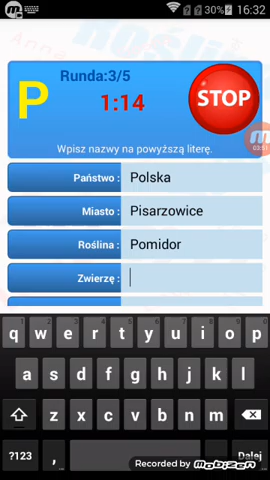 30% 16:32
P
Runda:3/5
1:14
STOP
Wpisz nazwy na powyższą literę.
03:51
Państwo : Polska
Miasto : Pisarzowice
Roślina : Pomidor
Zwierzę :
q w e r t y u i o p
a s d f g h j k l
z x c v b n m
?123 , Dalej
Recorded by MOBIZEN